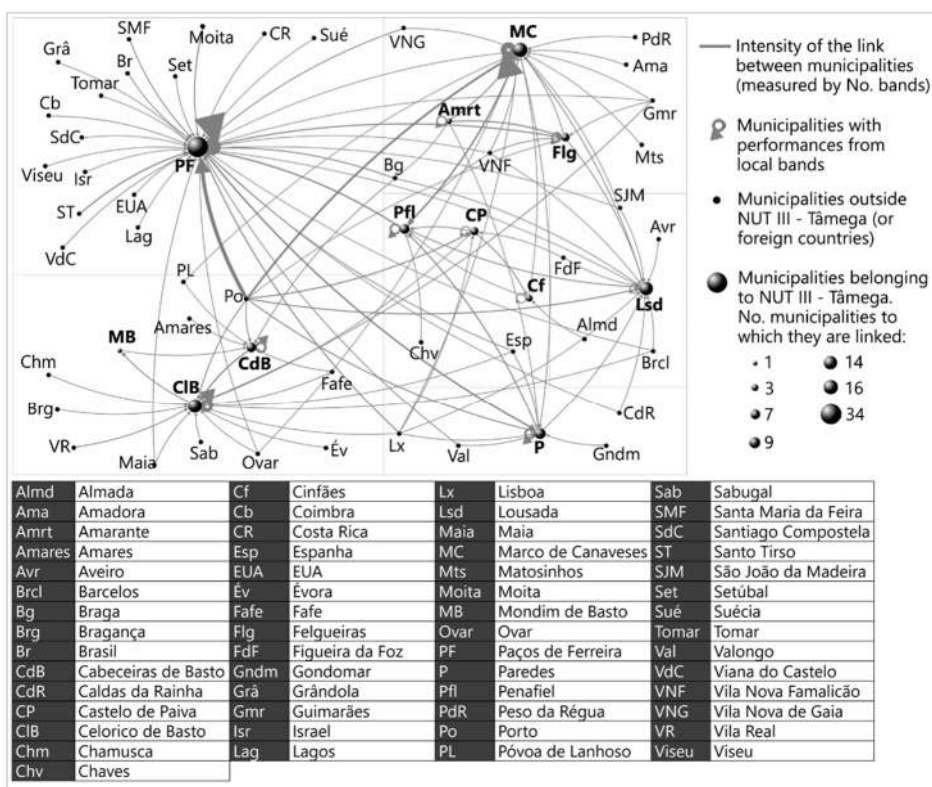 SMF
Moita
CR
Sué
VNG
MC
PdR
Grâ
Br
Set
Ama
Tomar
Cb
Amrt
Gmr
SdC
PF
Flg
Viseu
Isr
Bg
VNF
Mts
ST
EUA
Pfl
CP
SJM
Lag
Avr
VdC
PL
FdF
Po
Cf
Lsd
MB
Amares
Almd
Chm
CdB
Chv
Esp
Brcl
ClB
Fafe
Brg
CdR
VR
Sab
Év
Lx
P
Maia
Ovar
Val
Gndm
Intensity of the link
between municipalities
(measured by No. bands)
Municipalities with
performances from
local bands
Municipalities outside
NUT III - Tâmega (or
foreign countries)
Municipalities belonging
to NUT III - Tâmega.
No. municipalities to
which they are linked:
1 14
3 16
7 34
9
Almd Almada Cf Cinfães Lx Lisboa Sab Sabugal
Ama Amadora Cb Coimbra Lsd Lousada SMF Santa Maria da Feira
Amrt Amarante CR Costa Rica Maia Maia SdC Santiago Compostela
Amares Amares Esp Espanha MC Marco de Canaveses ST Santo Tirso
Avr Aveiro EUA EUA Mts Matosinhos SJM São João da Madeira
Brcl Barcelos Év Évora Moita Moita Set Setúbal
Bg Braga Fafe Fafe MB Mondim de Basto Sué Suécia
Brg Bragança Flg Felgueiras Ovar Ovar Tomar Tomar
Br Brasil FdF Figueira da Foz PF Paços de Ferreira Val Valongo
CdB Cabeceiras de Basto Gndm Gondomar P Paredes VdC Viana do Castelo
CdR Caldas da Rainha Grâ Grândola Pfl Penafiel VNF Vila Nova Famalicão
CP Castelo de Paiva Gmr Guimarães PdR Peso da Régua VNG Vila Nova de Gaia
ClB Celorico de Basto Isr Israel Po Porto VR Vila Real
Chm Chamusca Lag Lagos PL Póvoa de Lanhoso Viseu Viseu
Chv Chaves